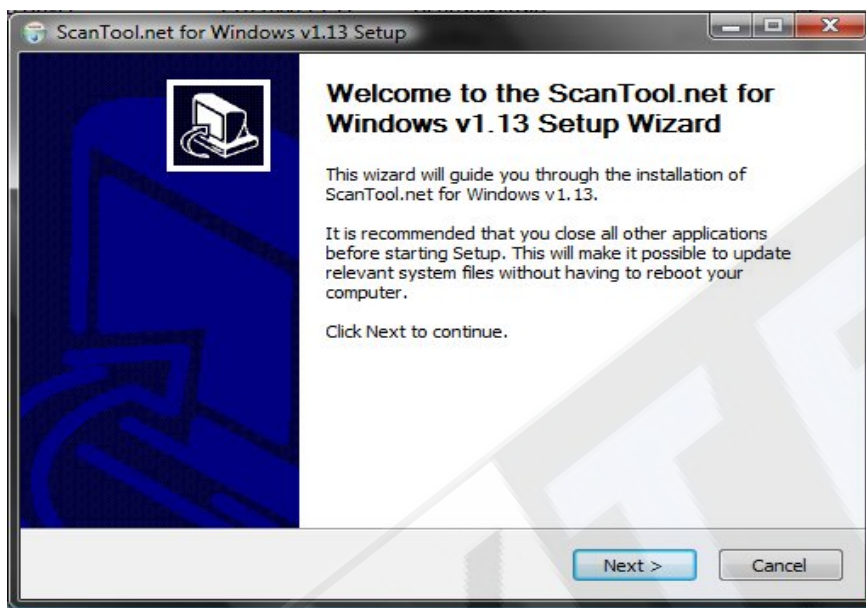 ScanTool.net for Windows v1.13 Setup
Welcome to the ScanTool.net for
Windows v1.13 Setup Wizard
This wizard will guide you through the installation of
ScanTool.net for Windows v1.13.
It is recommended that you close all other applications
before starting Setup. This will make it possible to update
relevant system files without having to reboot your
computer.
Click Next to continue.
Next >
Cancel